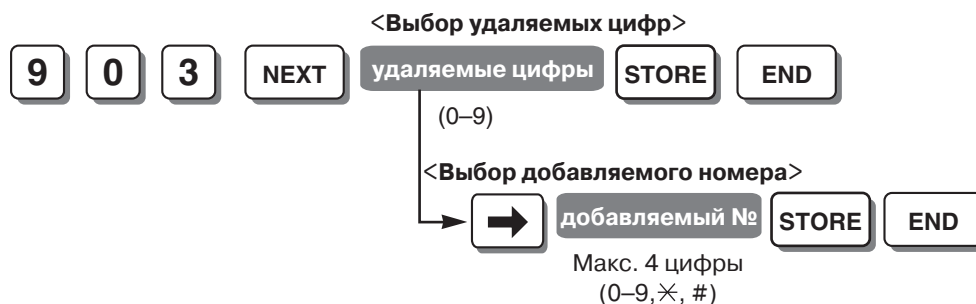 <Выбор удаляемых цифр>
9 0 3 NEXT удаляемые цифры STORE END
(0–9)
<Выбор добавляемого номера>
➡ добавляемый № STORE END
Макс. 4 цифры
(0–9,✳, #)